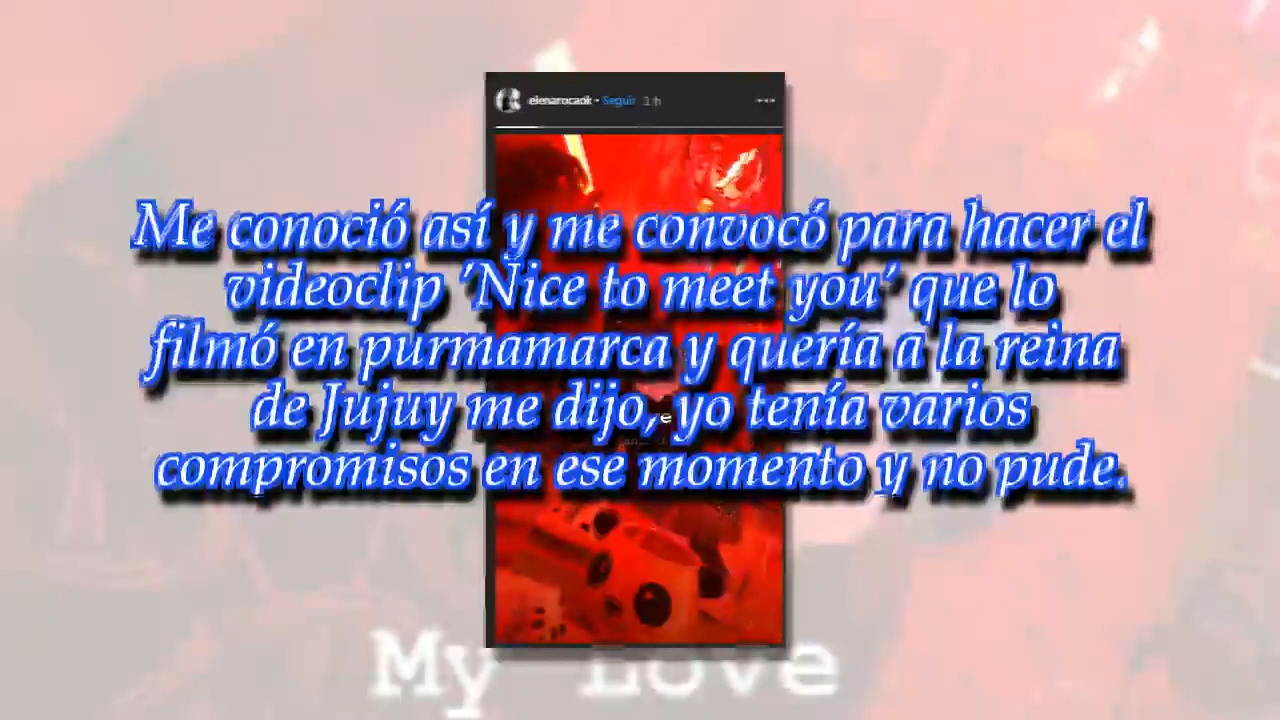 elenarocaok • Seguir 1 h
Me conoció así y me convocó para hacer el
videoclip 'Nice to meet you' que lo
filmó en purmamarca y quería a la reina
de Jujuy me dijo, yo tenía varios
compromisos en ese momento y no pude.
My Love